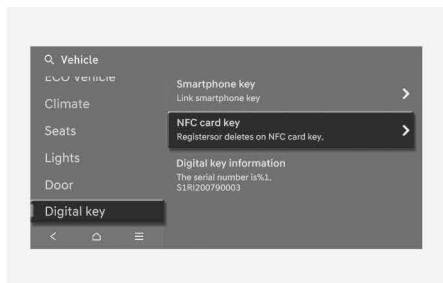 Vehicle
ECO Vehicle
Climate
Seats
Lights
Door
Digital key
Smartphone key
Link smartphone key
NFC card key
Registersor deletes on NFC card key,
Digital key information
The serial number is%1,
S1RI200790003